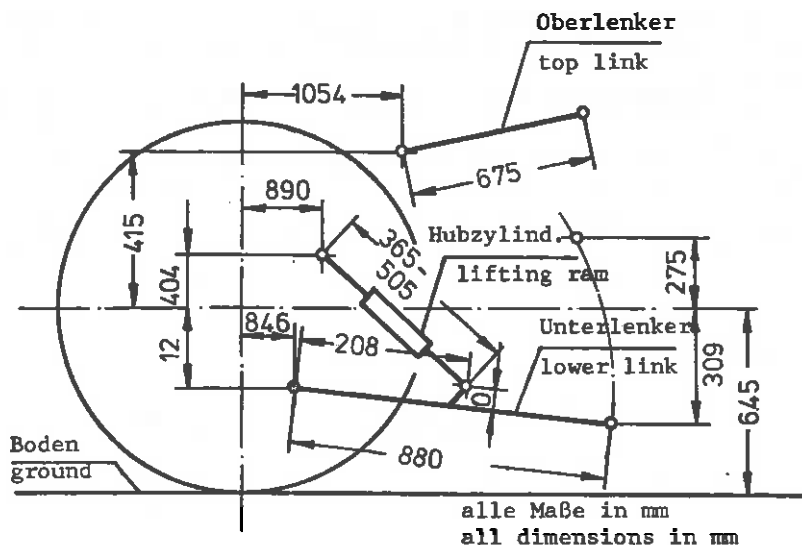 Oberlenker
top link
1054
675
890
415
365-
505
Hubzylind.
lifting ram
404
275
846
208
Unterlenker
lower link
12
309
645
0
880
Boden
ground
alle Maße in mm
all dimensions in mm